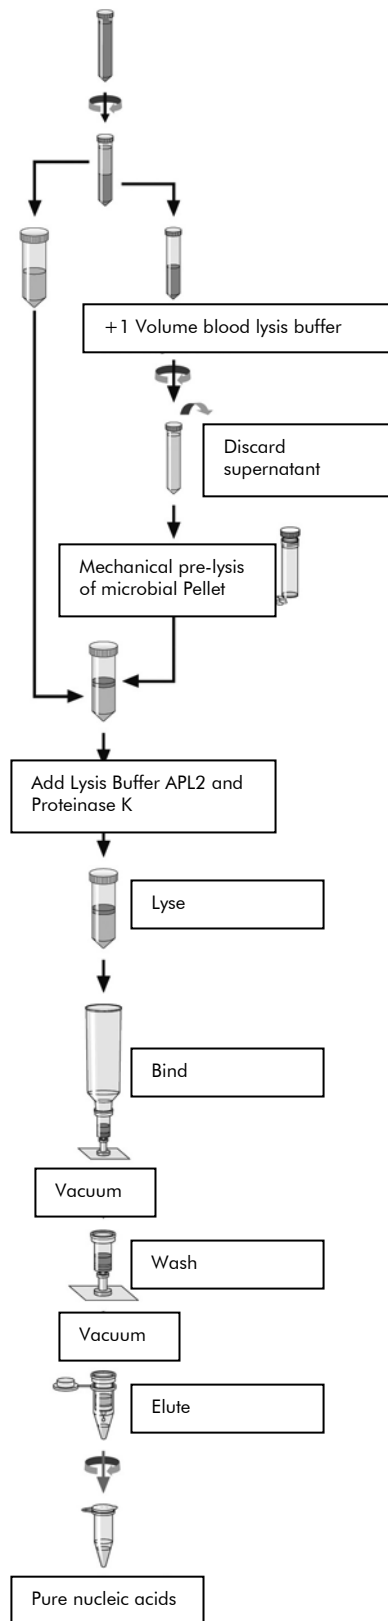 +1 Volume blood lysis buffer
Discard
supernatant
Mechanical pre-lysis
of microbial Pellet
Add Lysis Buffer APL2 and
Proteinase K
Lyse
Bind
Vacuum
Wash
Vacuum
Elute
Pure nucleic acids